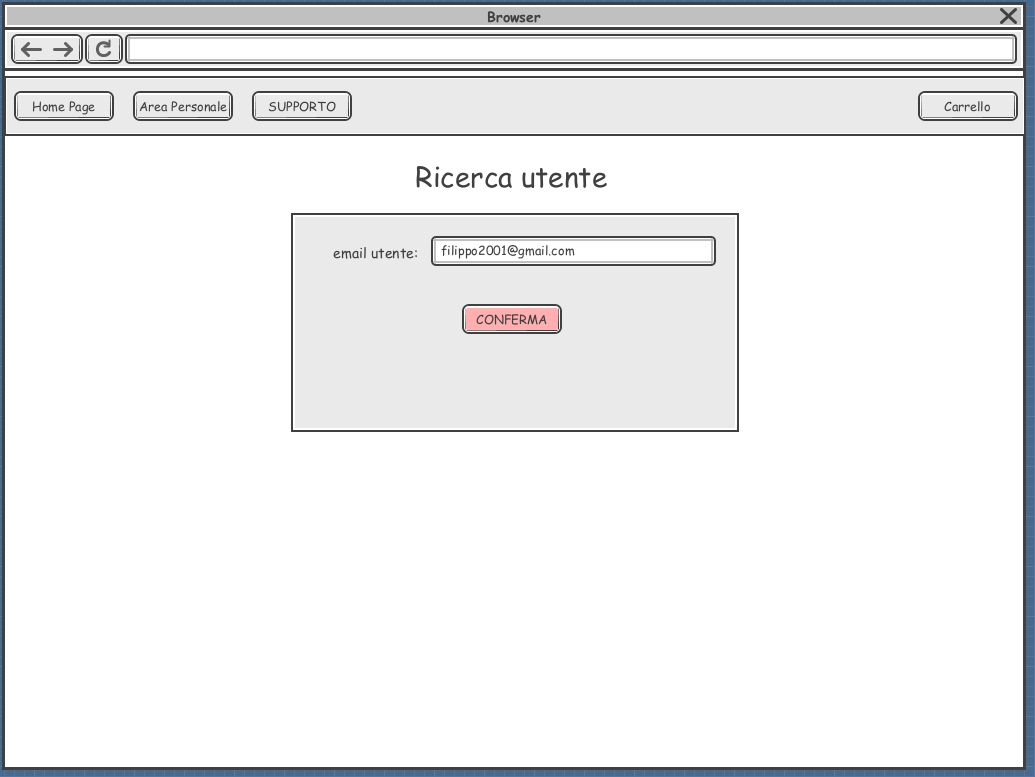 Browser
Home Page
Area Personale
SUPPORTO
Carrello
Ricerca utente
email utente:
filippo2001@gmail.com
CONFERMA